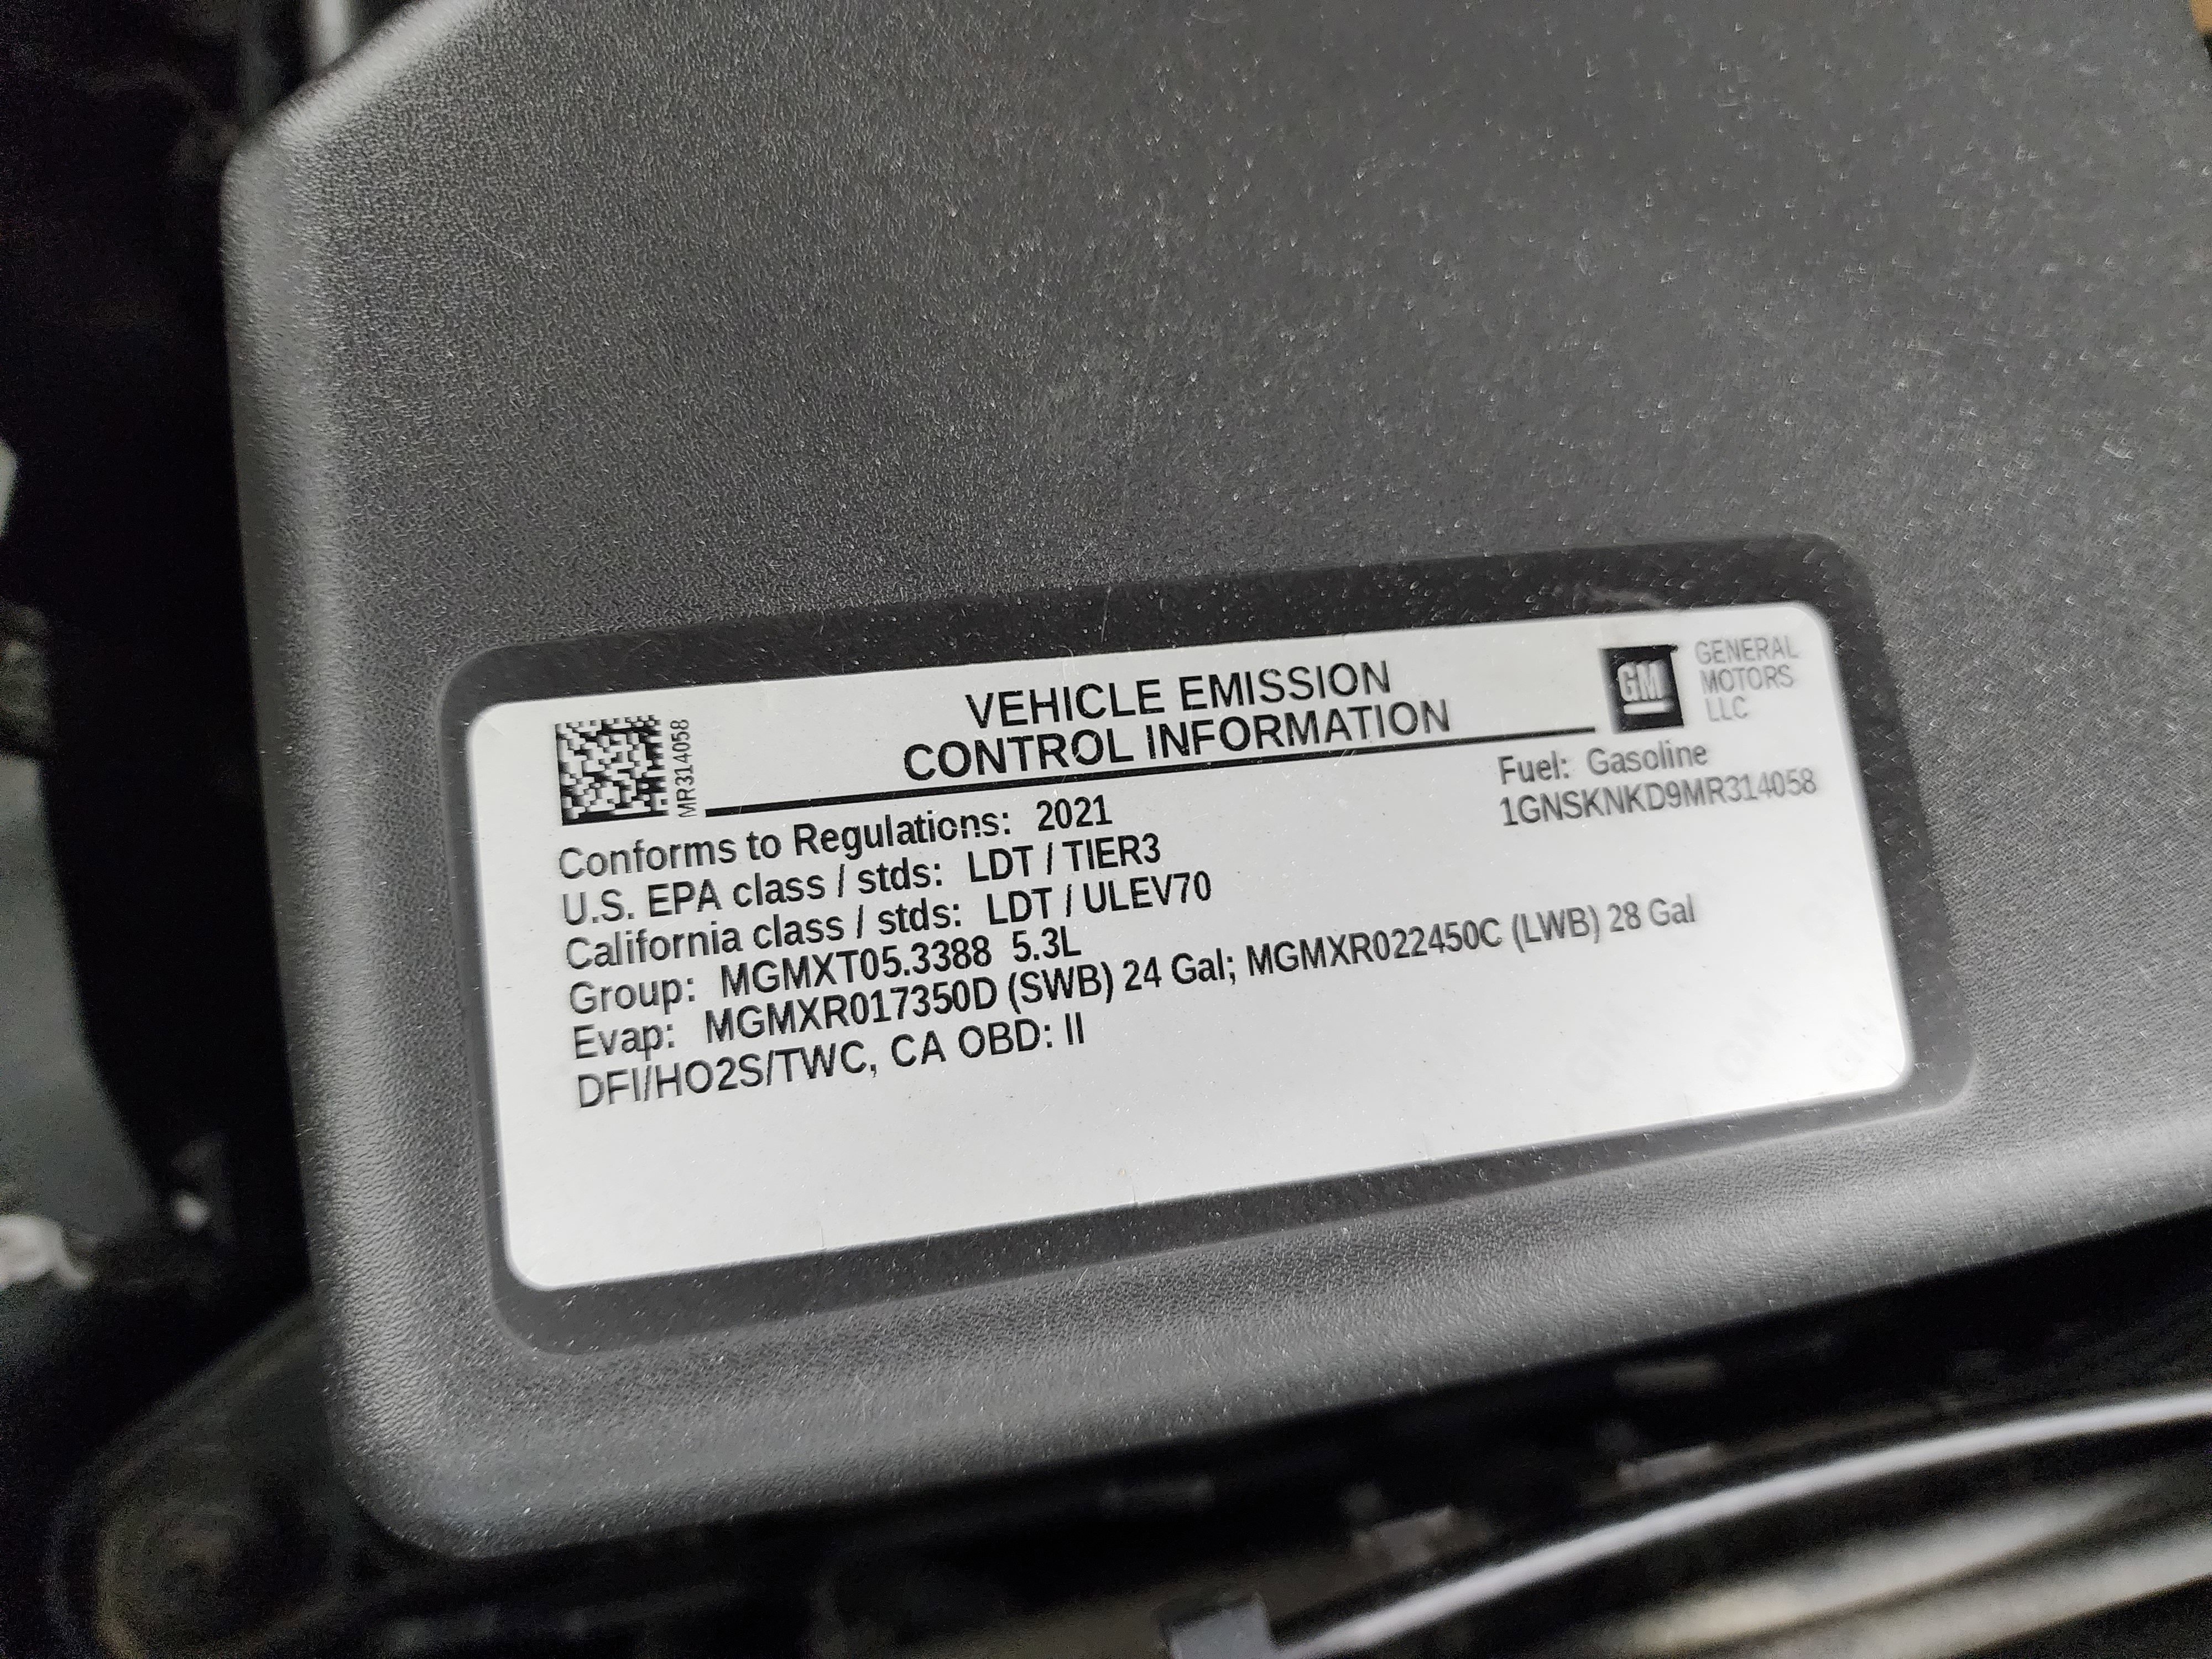 VEHICLE EMISSION
CONTROL INFORMATION
GM
GENERAL
MOTORS
LLC
MR314058
Fuel: Gasoline
1GNSKNKD9MR314058
Conforms to Regulations: 2021
U.S. EPA class / stds: LDT / TIER3
California class / stds: LDT / ULEV70
Group: MGMXT05.3388 5.3L
Evap: MGMXR017350D (SWB) 24 Gal; MGMXR022450C (LWB) 28 Gal
DFI/HO2S/TWC, CA OBD: II